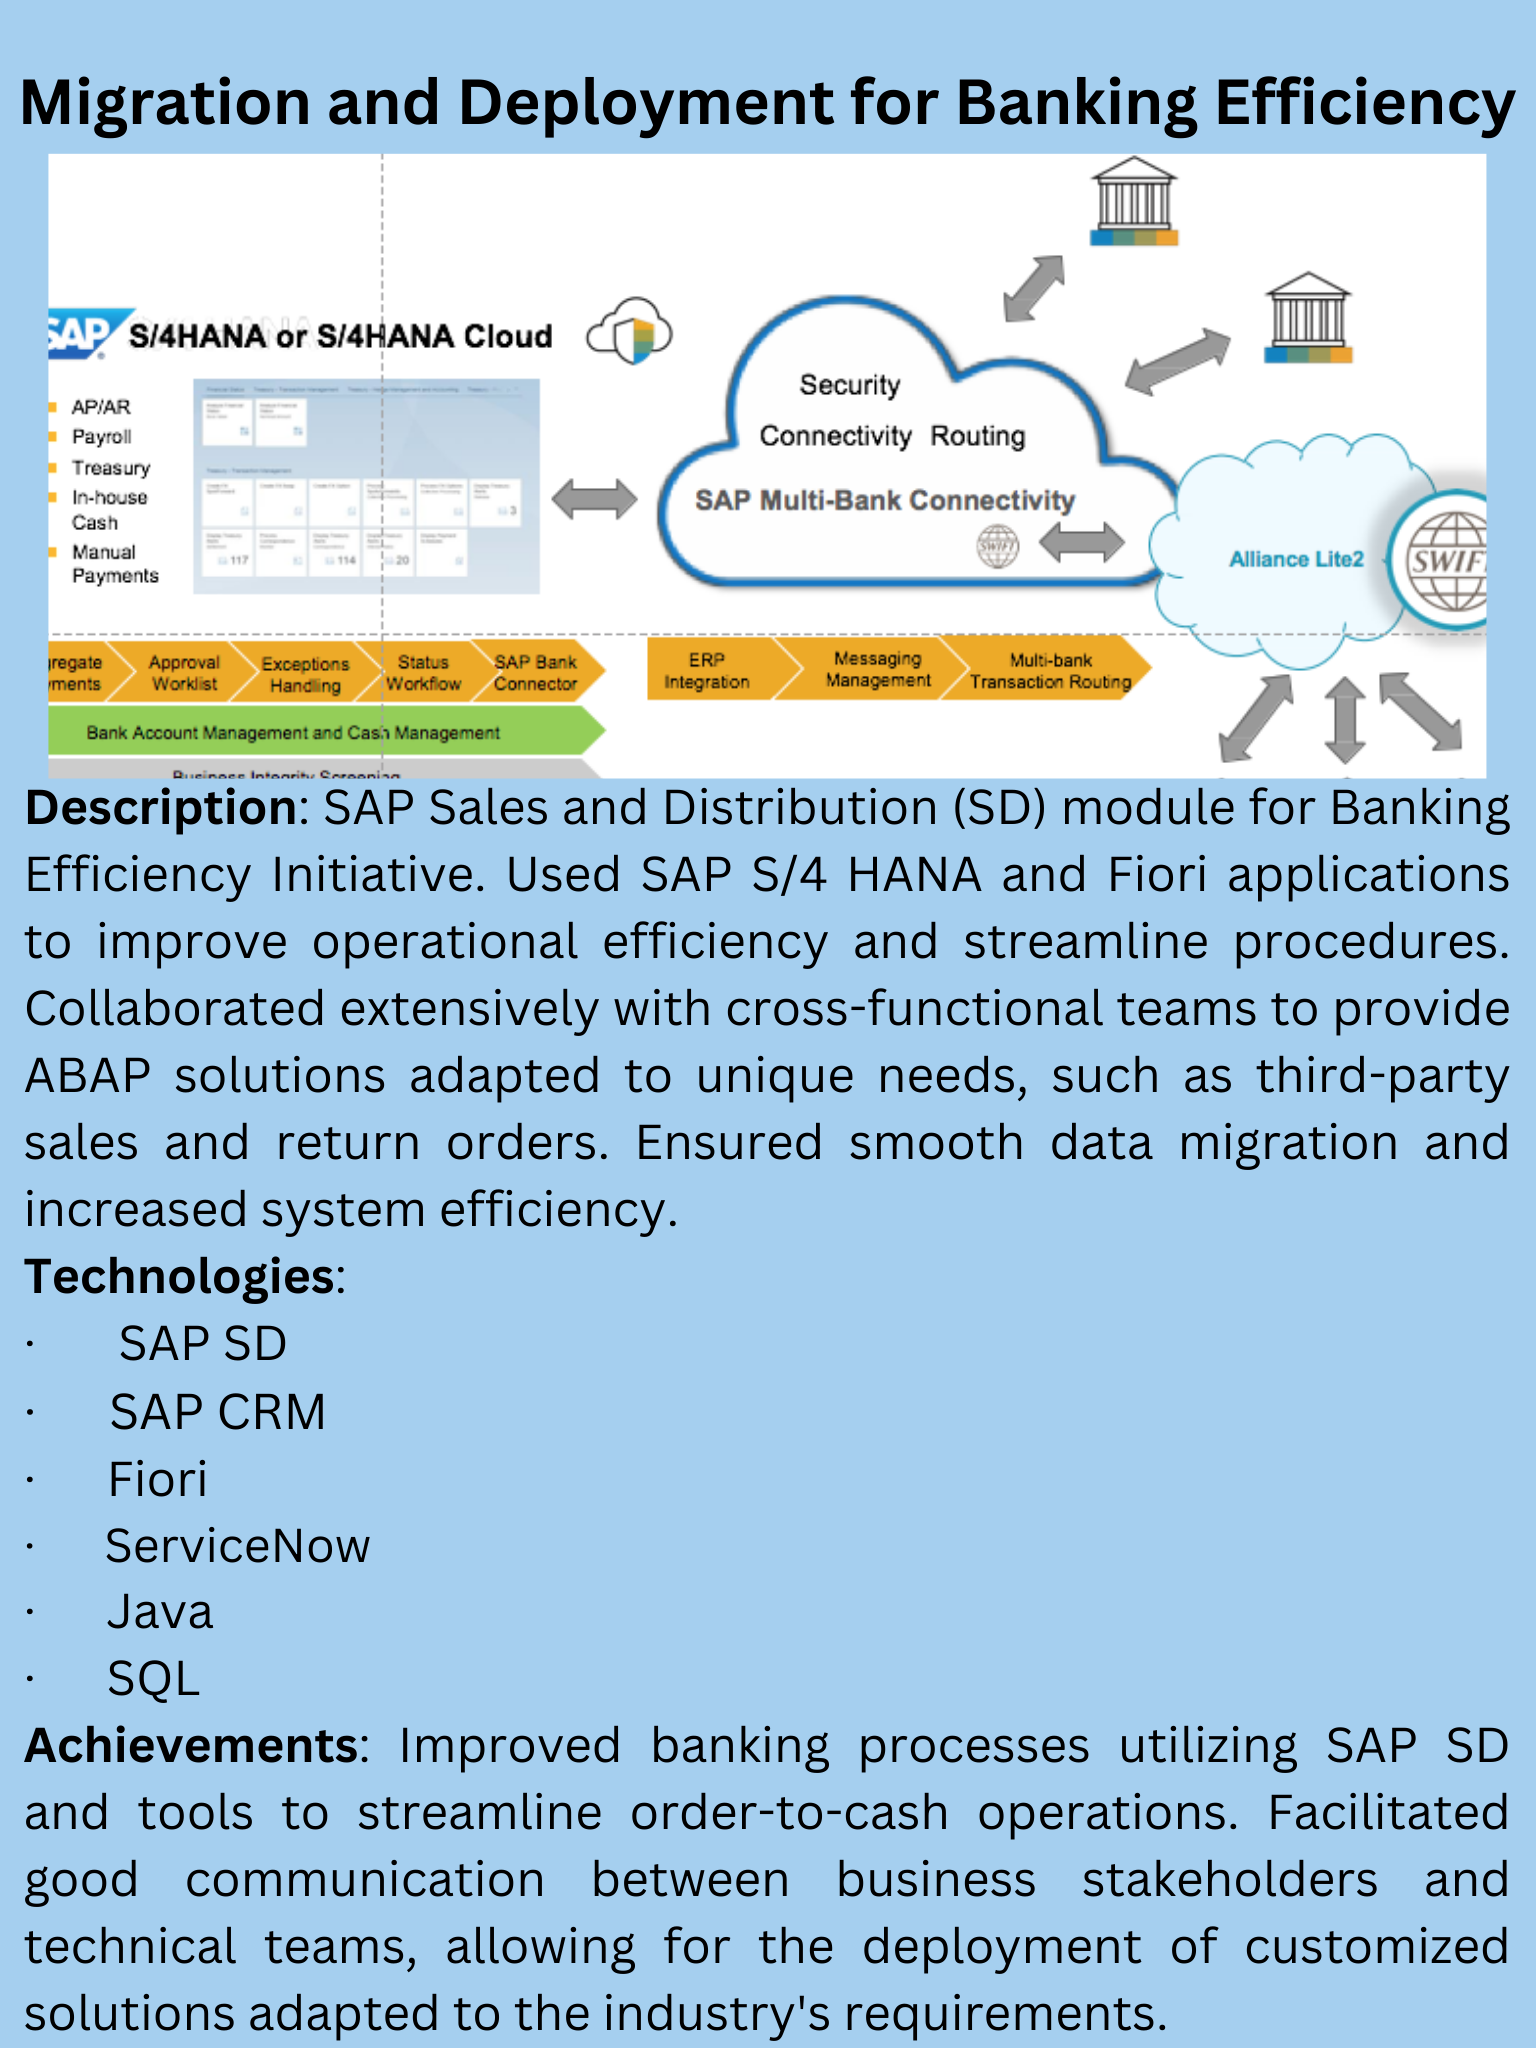 Migration and Deployment for Banking Efficiency
SAP S/4HANA or S/4HANA Cloud
AP/AR
Payroll
Treasury
In-house
Cash
Manual
Payments
3
117
114
20
Security
Connectivity Routing
SAP Multi-Bank Connectivity
SWIFT
Alliance Lite2
SWIF
Approval
Worklist
Exceptions
Handling
Status
Workflow
SAP Bank
Connector
ERP
Integration
Messaging
Management
Multi-bank
Transaction Routing
Bank Account Management and Cash Management
Business Integrity Screening
Description: SAP Sales and Distribution (SD) module for Banking
Efficiency Initiative. Used SAP S/4 HANA and Fiori applications
to improve operational efficiency and streamline procedures.
Collaborated extensively with cross-functional teams to provide
ABAP solutions adapted to unique needs, such as third-party
sales and return orders. Ensured smooth data migration and
increased system efficiency.
Technologies:
· SAP SD
· SAP CRM
· Fiori
· ServiceNow
· Java
· SQL
Achievements: Improved banking processes utilizing SAP SD
and tools to streamline order-to-cash operations. Facilitated
good communication between business stakeholders and
technical teams, allowing for the deployment of customized
solutions adapted to the industry's requirements.